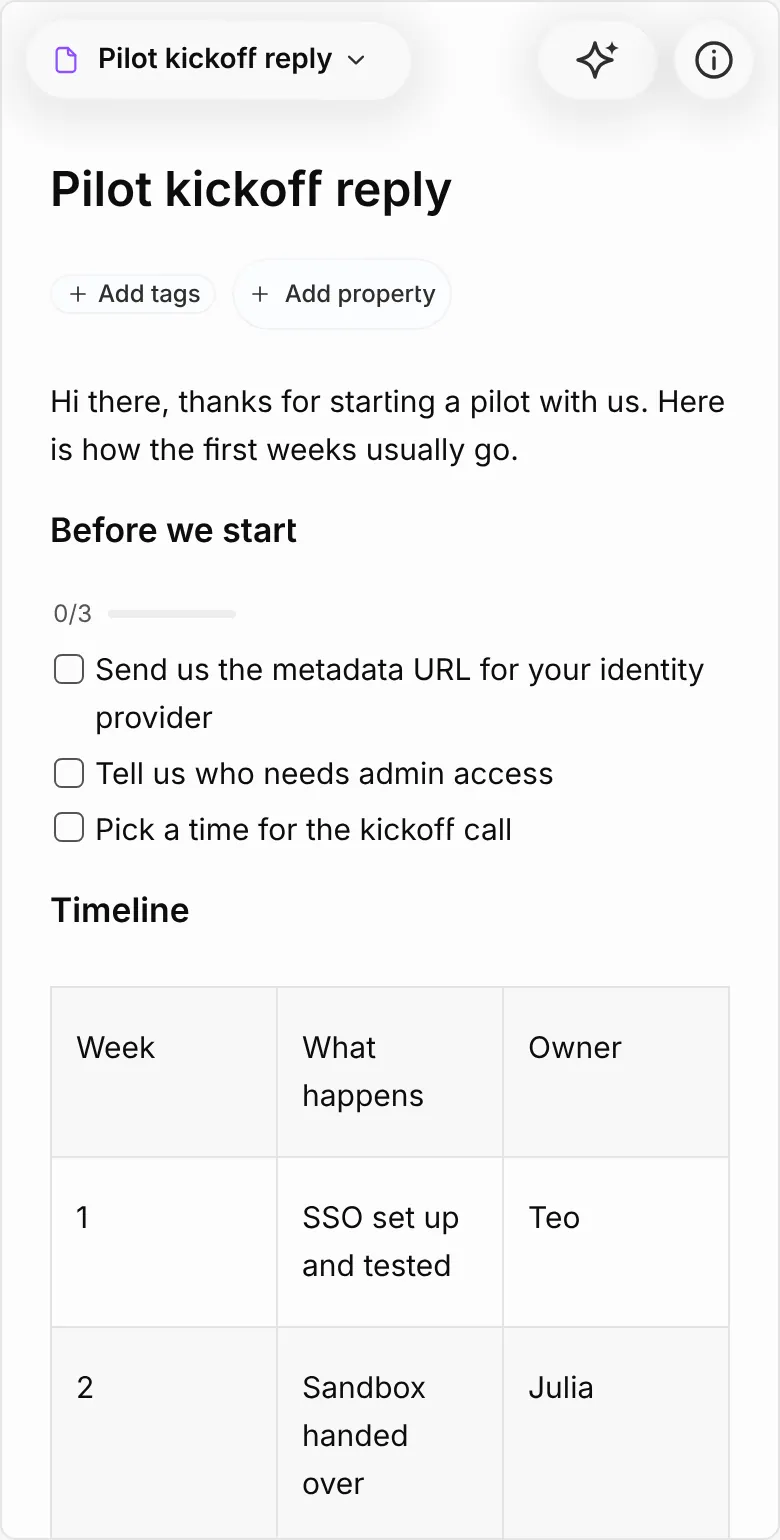 Pilot kickoff reply
Pilot kickoff reply
+ Add tags
+ Add property
Hi there, thanks for starting a pilot with us. Here
is how the first weeks usually go.
Before we start
0/3
Send us the metadata URL for your identity
provider
Tell us who needs admin access
Pick a time for the kickoff call
Timeline
Week
What
happens
Owner
1
SSO set up
and tested
Teo
2
Sandbox
handed
over
Julia